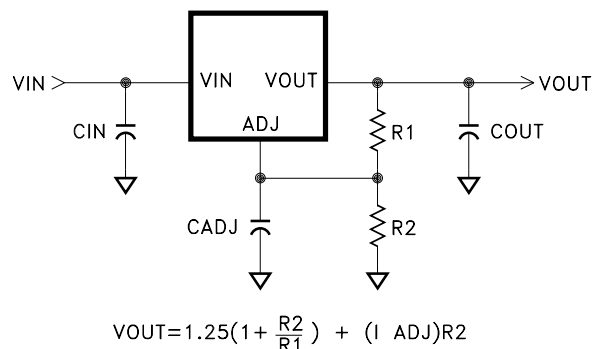 VIN
VIN
VOUT
VOUT
ADJ
CIN
R1
COUT
CADJ
R2
VOUT=1.25(1+ R2/R1 ) + (I ADJ)R2